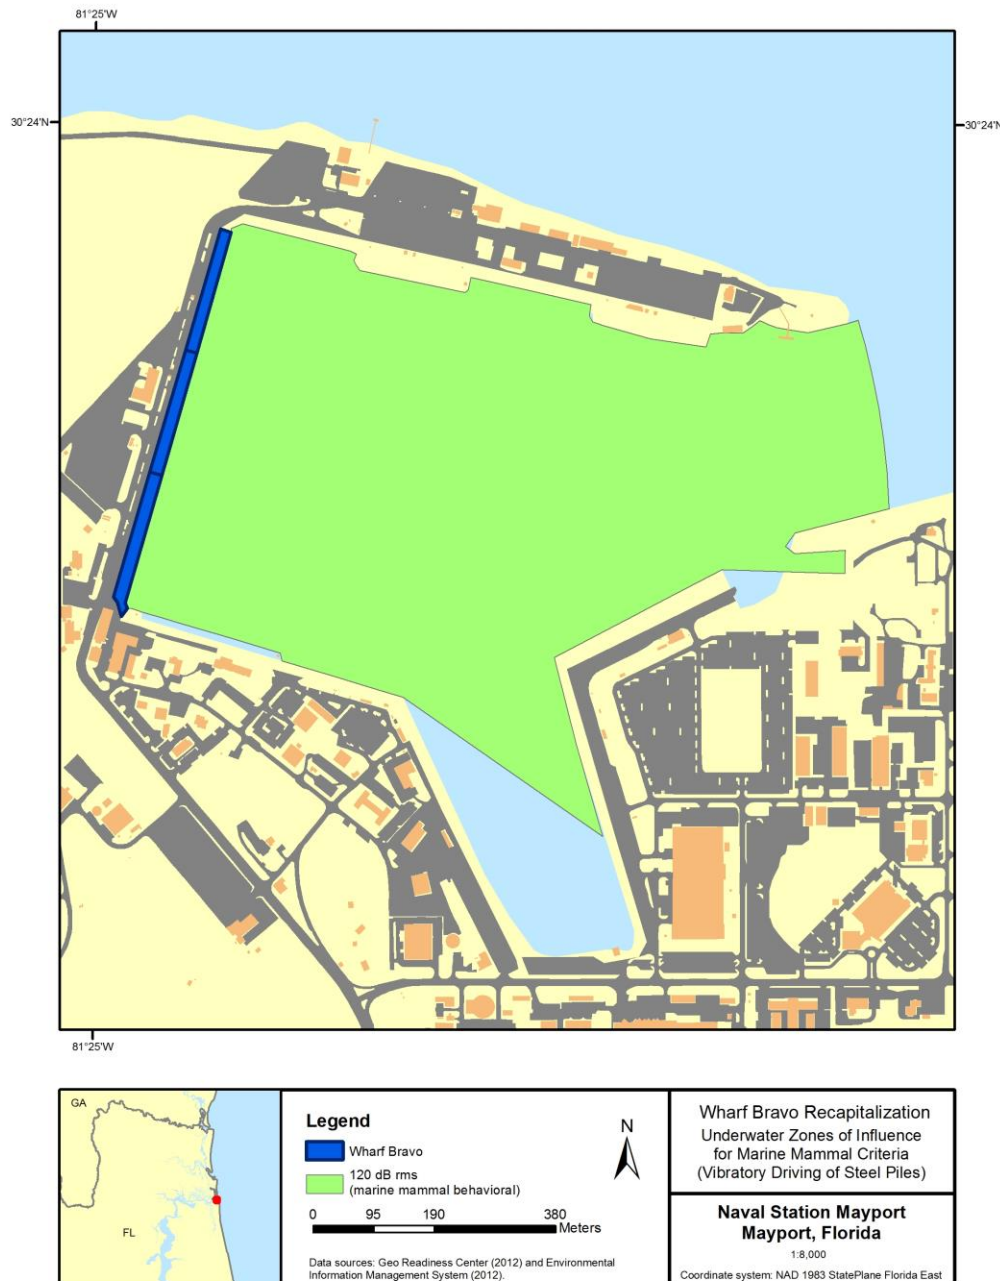 81°25'W
30°24'N
30°24'N
81°25'W
GA
FL
Legend
Wharf Bravo
120 dB rms
(marine mammal behavioral)
N
0 95 190 380
Meters
Data sources: Geo Readiness Center (2012) and Environmental
Information Management System (2012).
Wharf Bravo Recapitalization
Underwater Zones of Influence
for Marine Mammal Criteria
(Vibratory Driving of Steel Piles)
Naval Station Mayport
Mayport, Florida
1:8,000
Coordinate system: NAD 1983 StatePlane Florida East